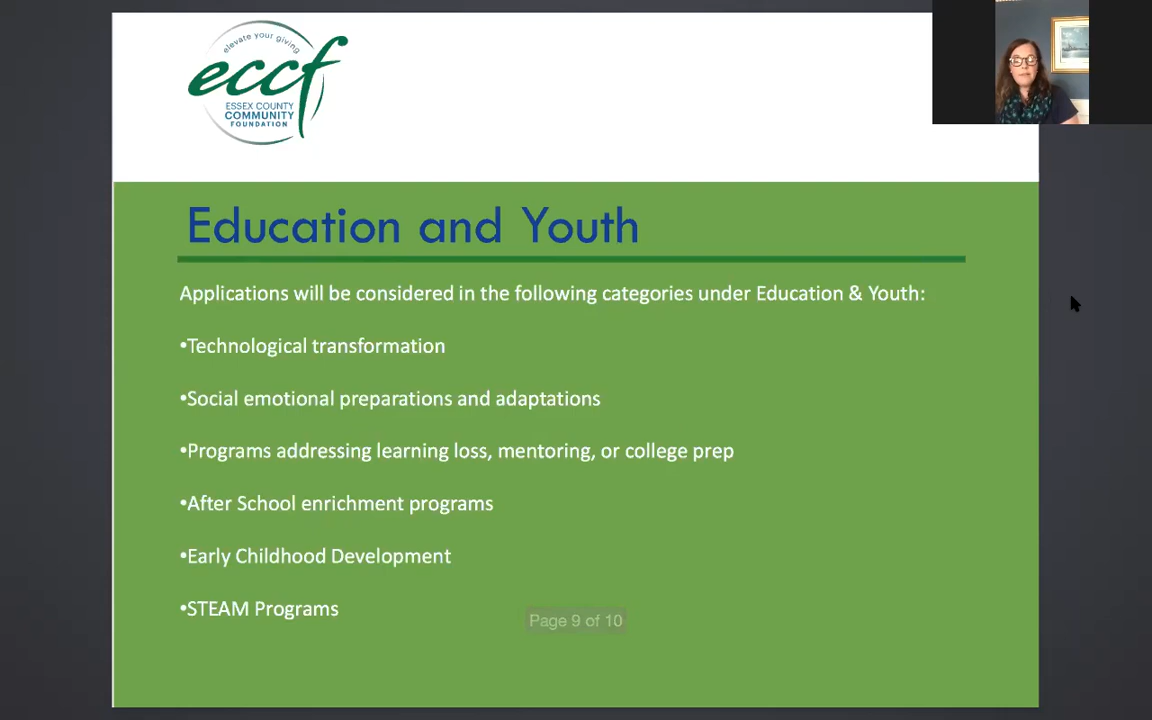 elevate your giving
eccf
ESSEX COUNTY
COMMUNITY
FOUNDATION
Education and Youth
Applications will be considered in the following categories under Education & Youth:
•Technological transformation
•Social emotional preparations and adaptations
•Programs addressing learning loss, mentoring, or college prep
•After School enrichment programs
•Early Childhood Development
•STEAM Programs
Page 9 of 10